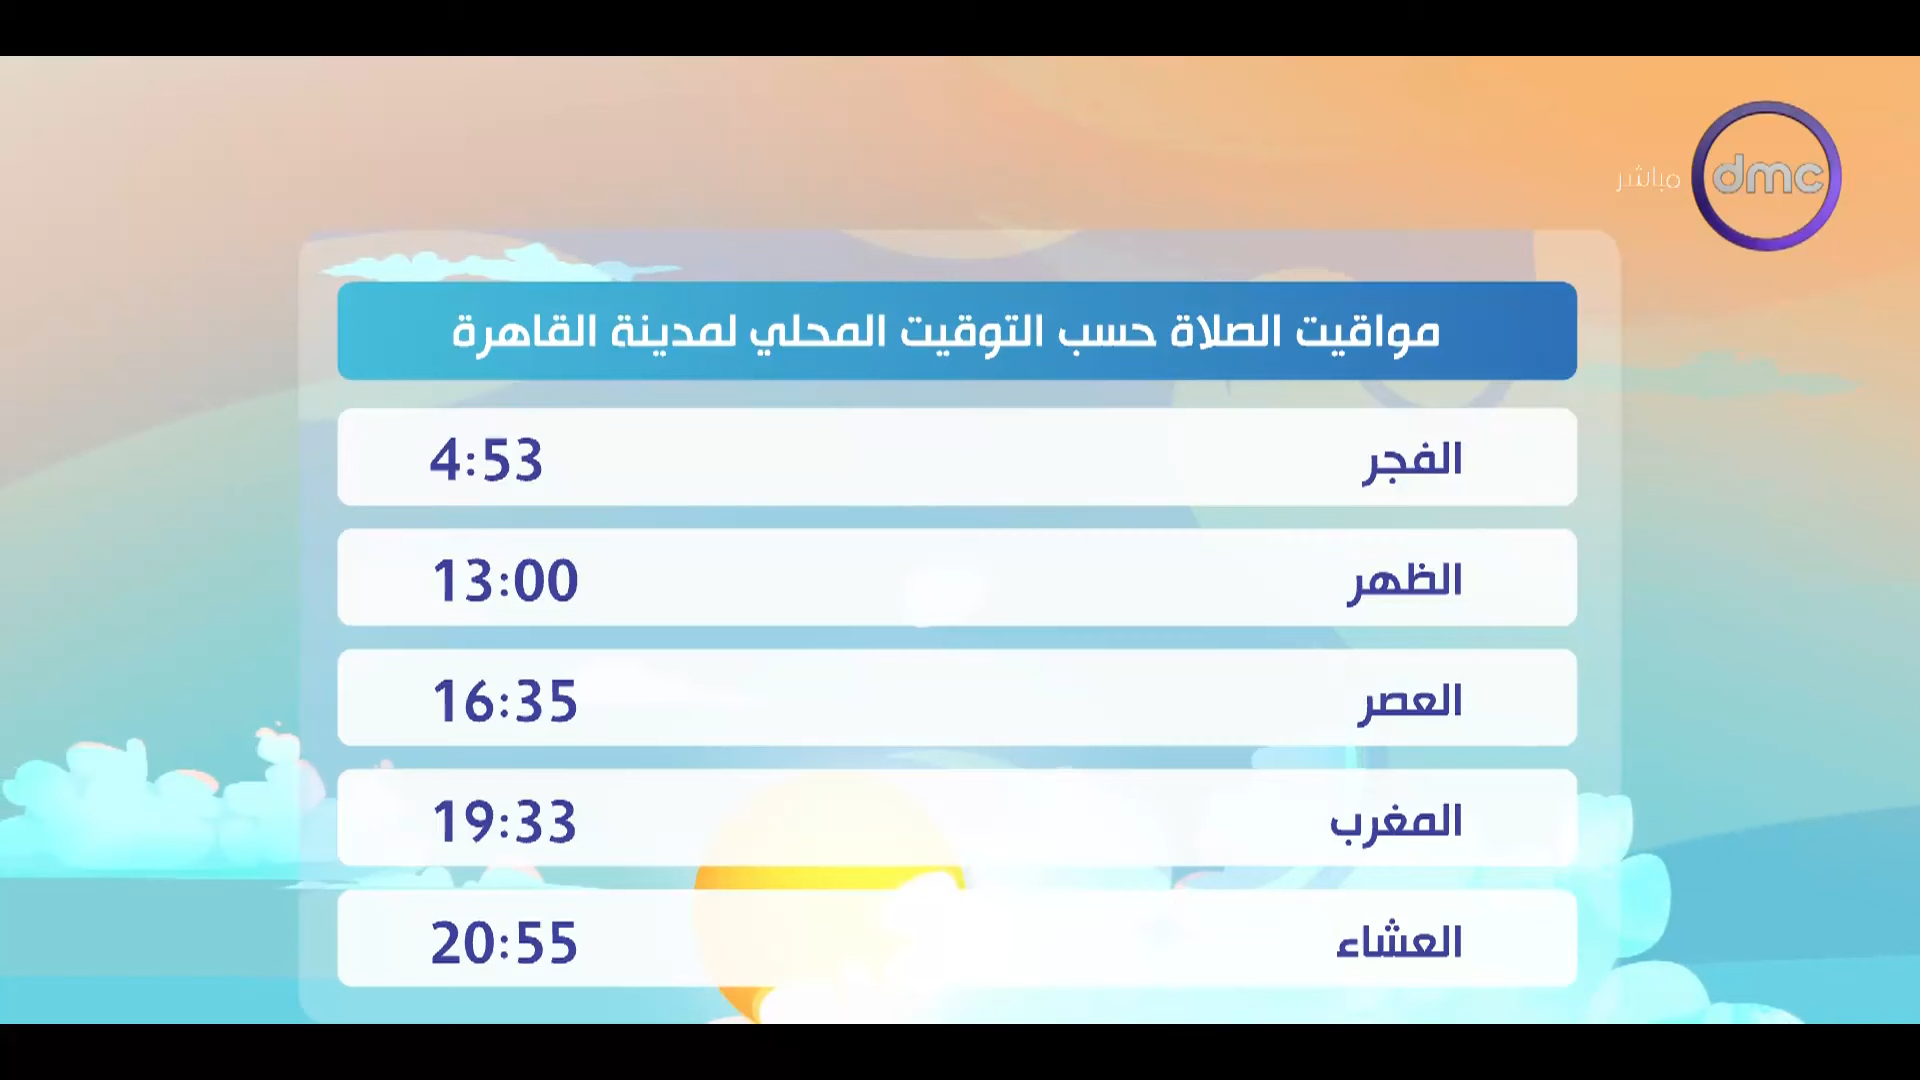 dmc
مباشر
مواقيت الصلاة حسب التوقيت المحلي لمدينة القاهرة
الفجر 4:53
الظهر 13:00
العصر 16:35
المغرب 19:33
العشاء 20:55